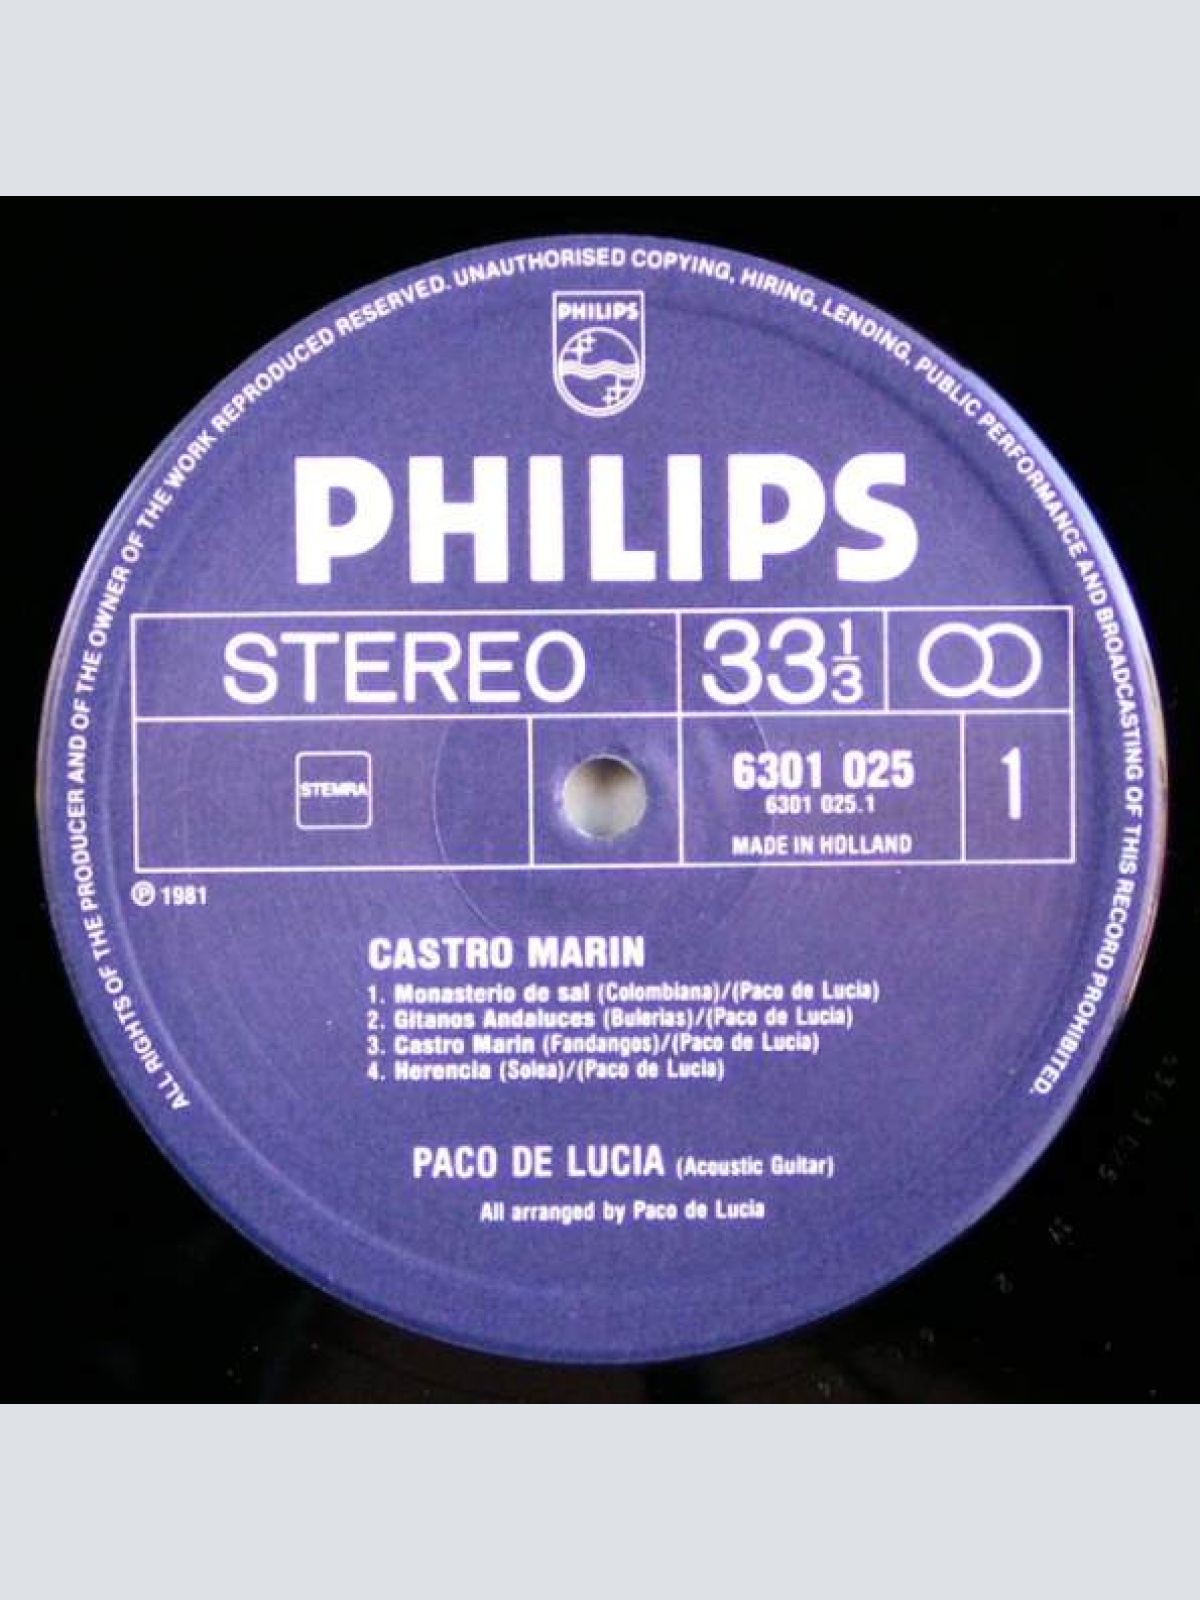 ALL RIGHTS OF THE PRODUCER AND OF THE OWNER OF THE WORK REPRODUCED RESERVED. UNAUTHORISED COPYING, HIRING, LENDING, PUBLIC PERFORMANCE AND BROADCASTING OF THIS RECORD PROHIBITED.
PHILIPS
PHILIPS
STEREO 33 1/3
STEMRA
6301 025 1
6301 025.1
MADE IN HOLLAND
℗ 1981
CASTRO MARIN
1. Monasterio de sal (Colombiana)/(Paco de Lucia)
2. Gitanos Andaluces (Bulerias)/(Paco de Lucia)
3. Castro Marin (Fandangos)/(Paco de Lucia)
4. Herencia (Solea)/(Paco de Lucia)
PACO DE LUCIA (Acoustic Guitar)
All arranged by Paco de Lucia